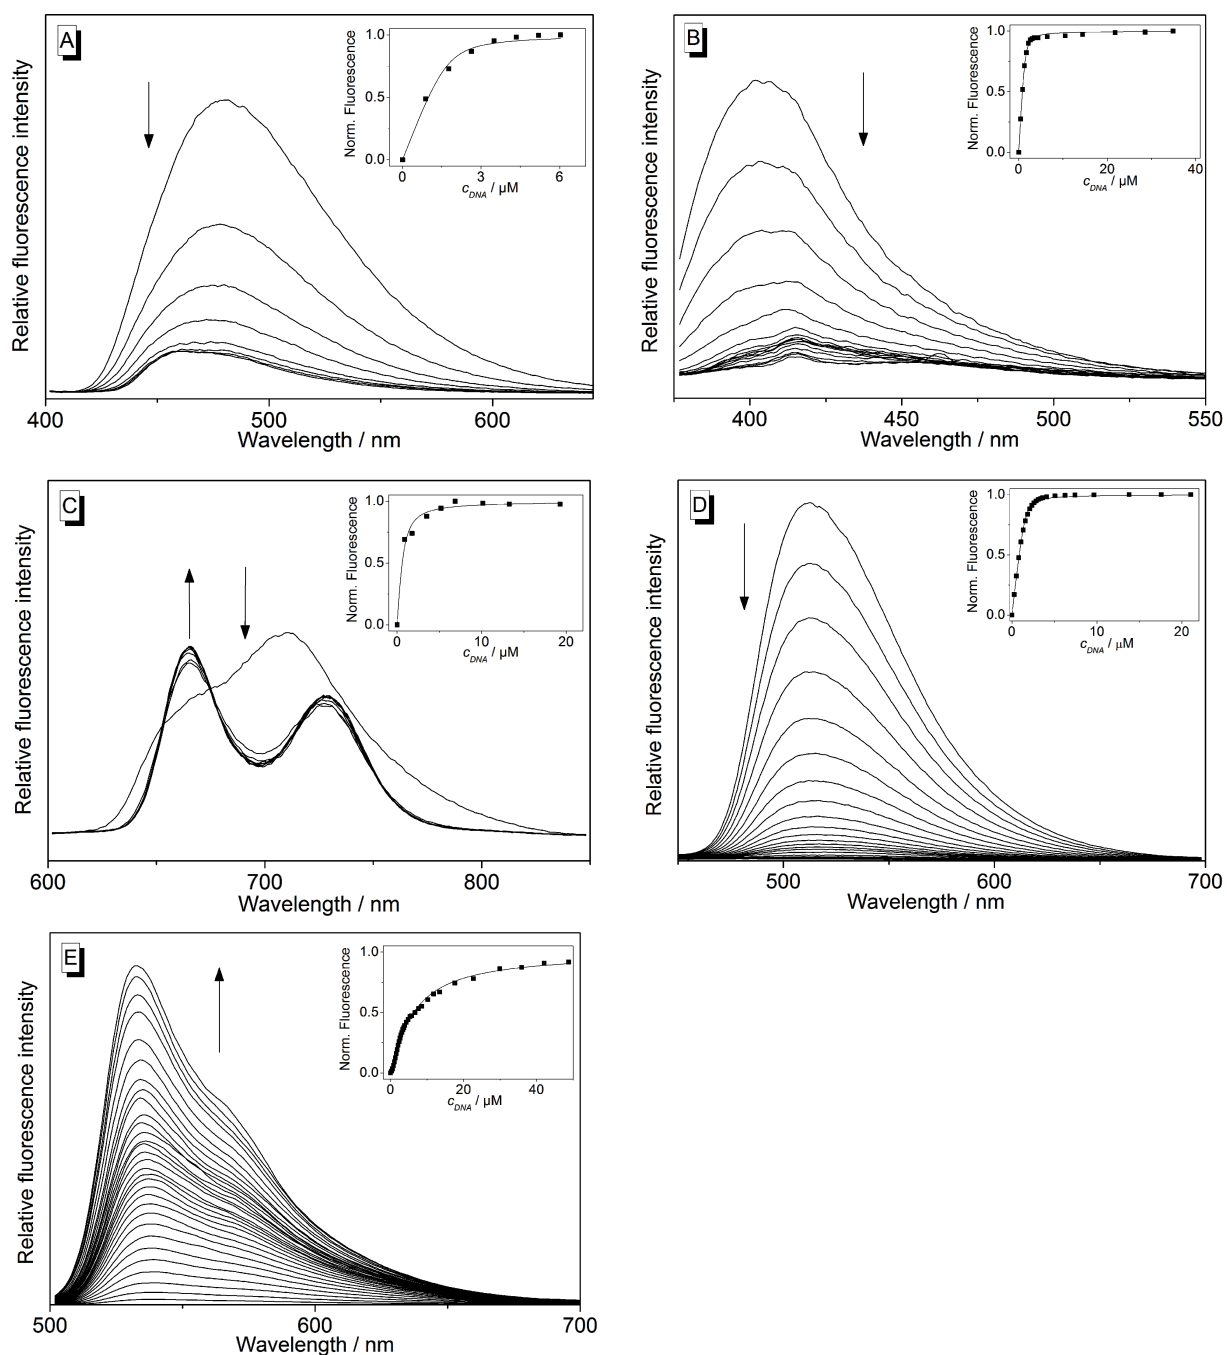 A
Relative fluorescence intensity
Norm. Fluorescence
1.0
0.5
0.0
0 3 6
cDNA / µM
400 500 600
Wavelength / nm
B
Relative fluorescence intensity
Norm. Fluorescence
1.0
0.5
0.0
0 20 40
cDNA / µM
400 450 500 550
Wavelength / nm
C
Relative fluorescence intensity
Norm. Fluorescence
1.0
0.5
0.0
0 10 20
cDNA / µM
600 700 800
Wavelength / nm
D
Relative fluorescence intensity
Norm. Fluorescence
1.0
0.5
0.0
0 10 20
cDNA / µM
500 600 700
Wavelength / nm
E
Relative fluorescence intensity
Norm. Fluorescence
1.0
0.5
0.0
0 20 40
cDNA / µM
500 600 700
Wavelength / nm